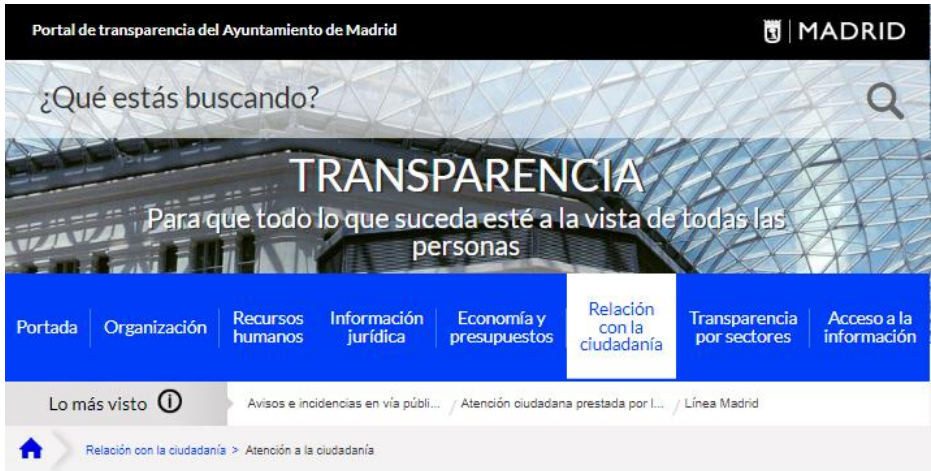 Portal de transparencia del Ayuntamiento de Madrid
MADRID
¿Qué estás buscando?
TRANSPARENCIA
Para que todo lo que suceda esté a la vista de todas las
personas
Portada
Organización
Recursos
humanos
Información
jurídica
Economía y
presupuestos
Relación
con la
ciudadanía
Transparencia
por sectores
Acceso a la
información
Lo más visto
Avisos e incidencias en vía públi... / Atención ciudadana prestada por l... / Línea Madrid
Relación con la ciudadanía > Atención a la ciudadanía